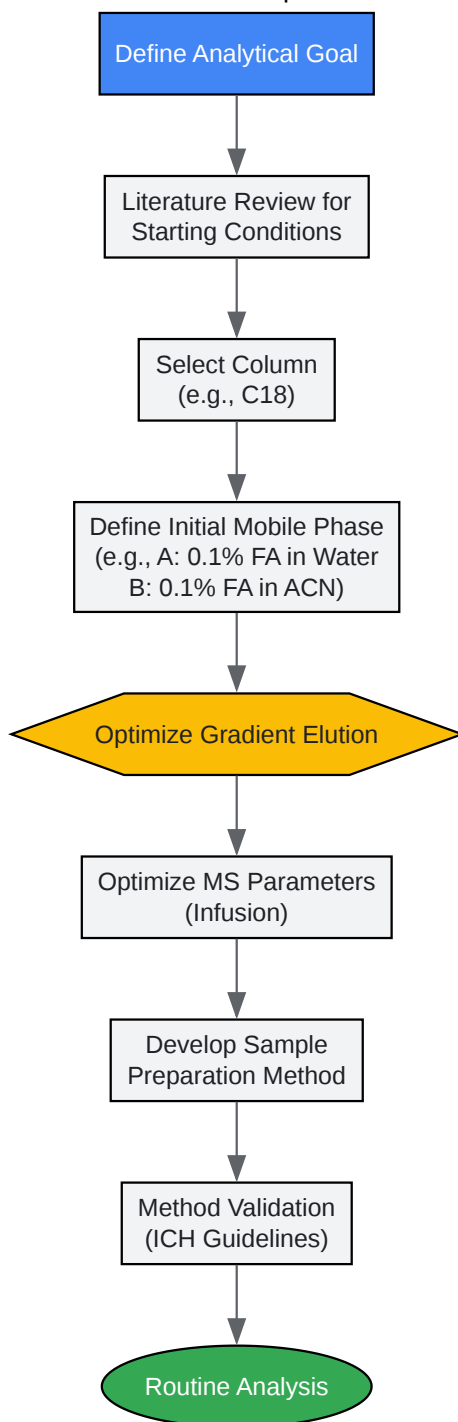 Define Analytical Goal
Literature Review for
Starting Conditions
Select Column
(e.g., C18)
Define Initial Mobile Phase
(e.g., A: 0.1% FA in Water
B: 0.1% FA in ACN)
Optimize Gradient Elution
Optimize MS Parameters
(Infusion)
Develop Sample
Preparation Method
Method Validation
(ICH Guidelines)
Routine Analysis